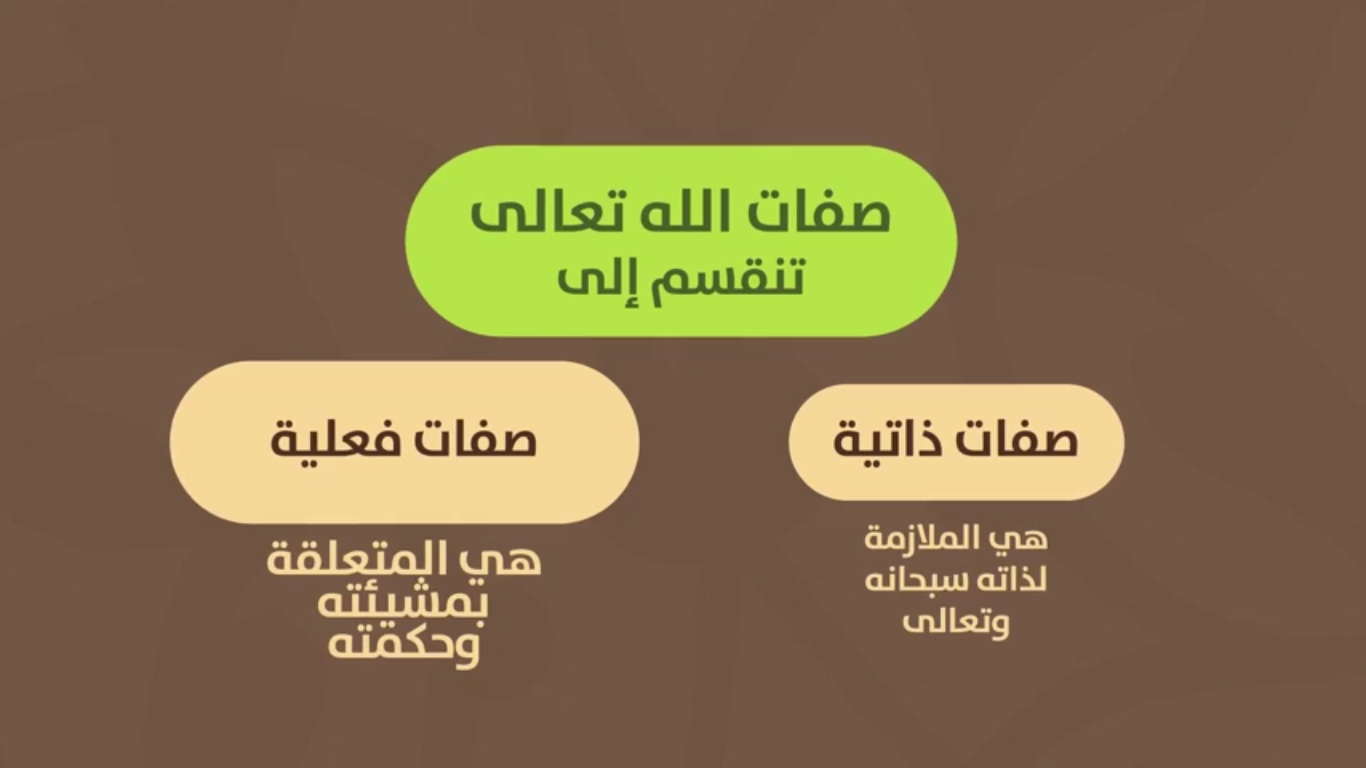 صفات الله تعالى
تنقسم إلى
صفات ذاتية
هي الملازمة
لذاته سبحانه
وتعالى
صفات فعلية
هي المتعلقة
بمشيئته
وحكمته